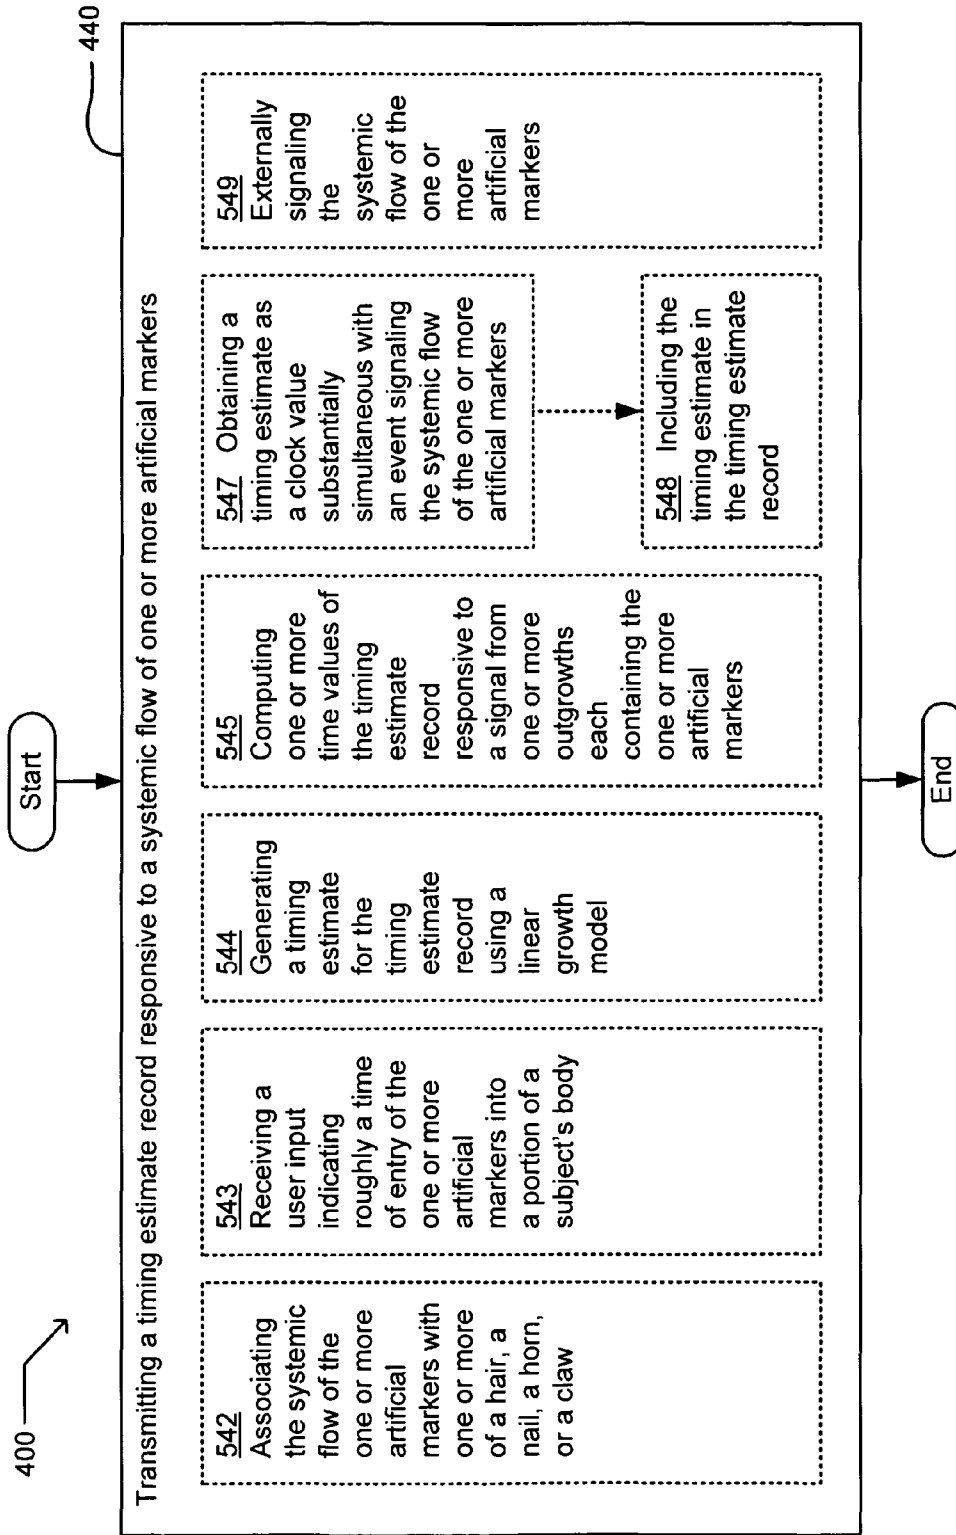 400
Start
440
Transmitting a timing estimate record responsive to a systemic flow of one or more artificial markers
542 Associating
the systemic
flow of the
one or more
artificial
markers with
one or more
of a hair, a
nail, a horn,
or a claw
543
Receiving a
user input
indicating
roughly a time
of entry of the
one or more
artificial
markers into
a portion of a
subject's body
544
Generating
a timing
estimate
for the
timing
estimate
record
using a
linear
growth
model
545
Computing
one or more
time values of
the timing
estimate
record
responsive to
a signal from
one or more
outgrowths
each
containing the
one or more
artificial
markers
547 Obtaining a
timing estimate as
a clock value
substantially
simultaneous with
an event signaling
the systemic flow
of the one or more
artificial markers
548 Including the
timing estimate in
the timing estimate
record
549
Externally
signaling
the
systemic
flow of the
one or
more
artificial
markers
End